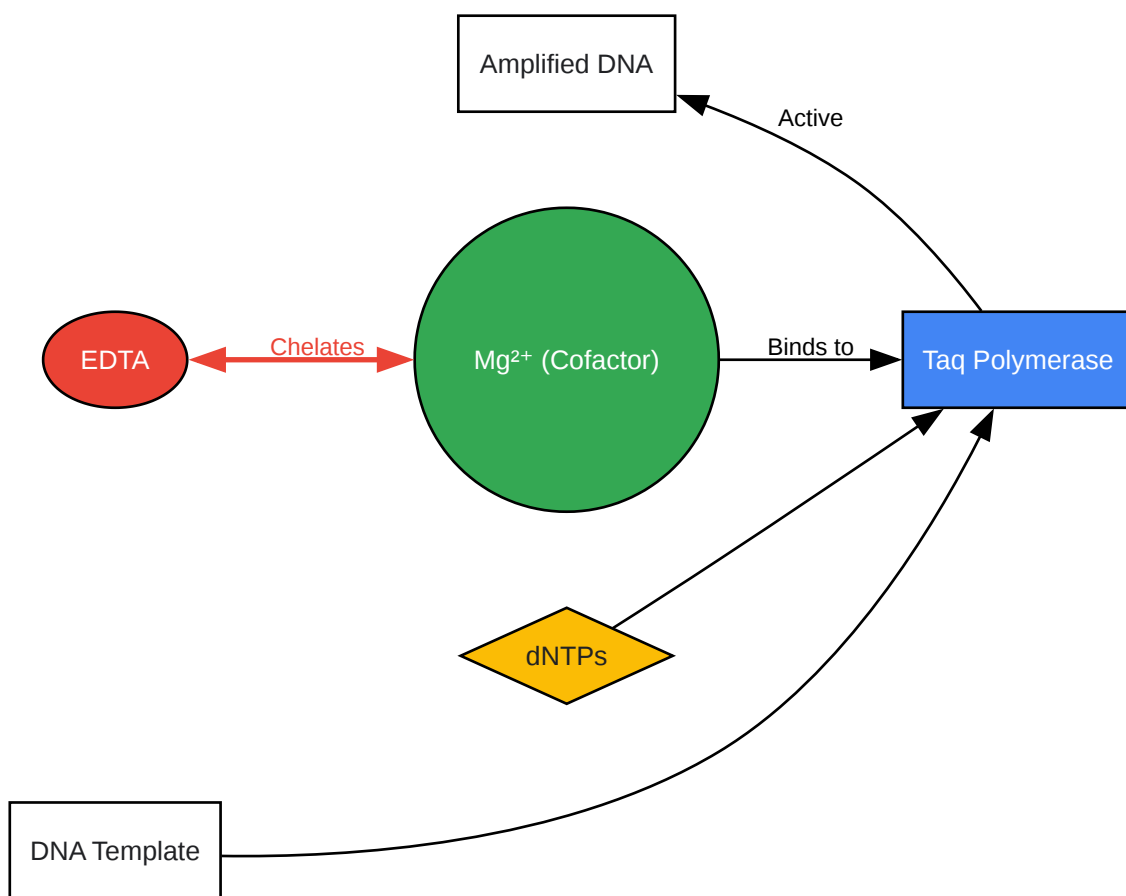 Amplified DNA
Active
EDTA
Chelates
Mg²⁺ (Cofactor)
Binds to
Taq Polymerase
dNTPs
DNA Template